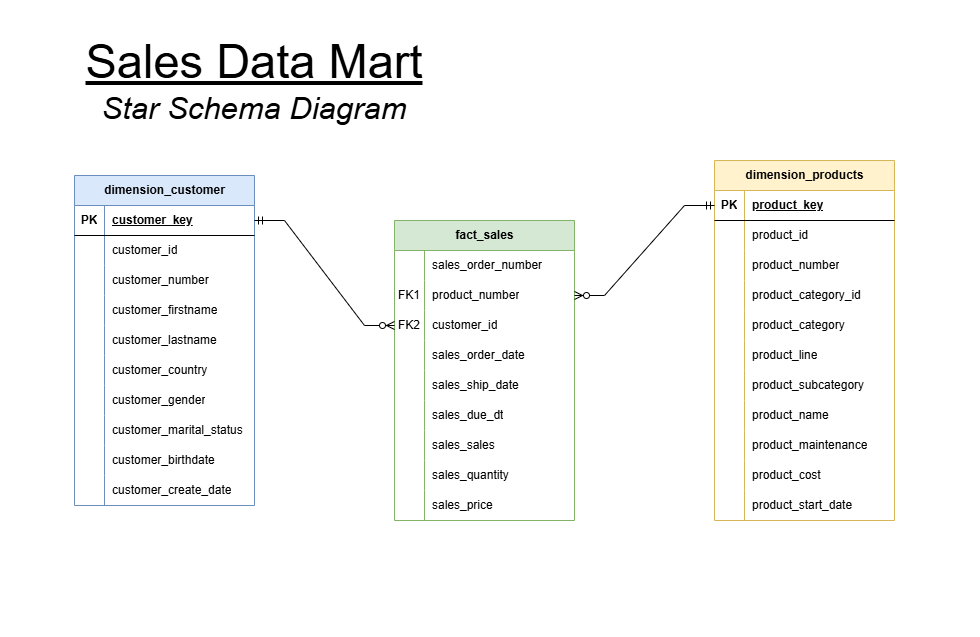 Sales Data Mart
Star Schema Diagram
dimension_customer
PK customer_key
customer_id
customer_number
customer_firstname
customer_lastname
customer_country
customer_gender
customer_marital_status
customer_birthdate
customer_create_date
fact_sales
sales_order_number
FK1 product_number
FK2 customer_id
sales_order_date
sales_ship_date
sales_due_dt
sales_sales
sales_quantity
sales_price
dimension_products
PK product_key
product_id
product_number
product_category_id
product_category
product_line
product_subcategory
product_name
product_maintenance
product_cost
product_start_date